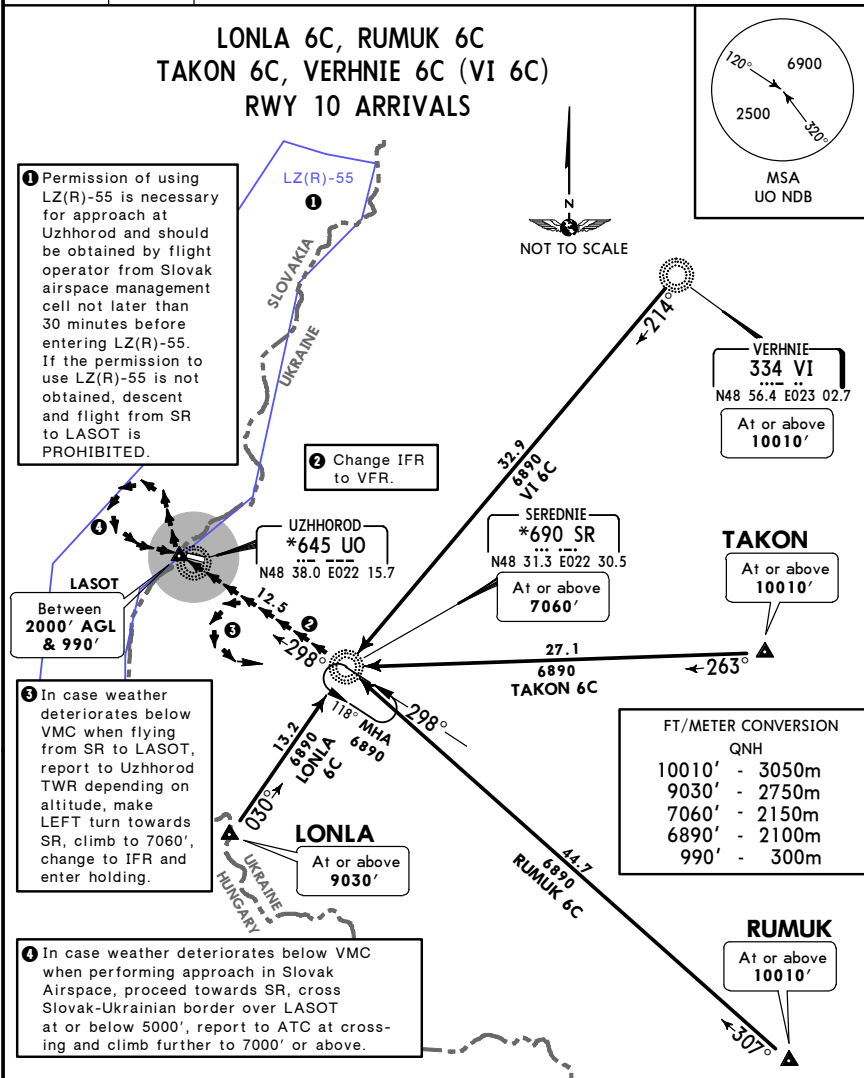 LONLA 6C, RUMUK 6C
TAKON 6C, VERHNIE 6C (VI 6C)
RWY 10 ARRIVALS
120°
6900
2500
320°
MSA
UO NDB
❶ Permission of using
LZ(R)-55 is necessary
for approach at
Uzhhorod and should
be obtained by flight
operator from Slovak
airspace management
cell not later than
30 minutes before
entering LZ(R)-55.
If the permission to
use LZ(R)-55 is not
obtained, descent
and flight from SR
to LASOT is
PROHIBITED.
LZ(R)-55
❶
SLOVAKIA
UKRAINE
N
NOT TO SCALE
214°
VERHNIE
334 VI
N48 56.4 E023 02.7
At or above
10010'
32.9
6890
VI 6C
❷ Change IFR
to VFR.
❹
UZHHOROD
*645 UO
N48 38.0 E022 15.7
SEREDNIE
*690 SR
N48 31.3 E022 30.5
At or above
7060'
TAKON
At or above
10010'
LASOT
Between
2000' AGL
& 990'
12.5
❷
❸
298°
27.1
6890
TAKON 6C
263°
❸ In case weather
deteriorates below
VMC when flying
from SR to LASOT,
report to Uzhhorod
TWR depending on
altitude, make
LEFT turn towards
SR, climb to 7060',
change to IFR and
enter holding.
118° MHA
6890
298°
13.2
6890
LONLA
6C
030°
LONLA
At or above
9030'
UKRAINE
HUNGARY
FT/METER CONVERSION
QNH
10010' - 3050m
9030' - 2750m
7060' - 2150m
6890' - 2100m
990' - 300m
44.7
6890
RUMUK 6C
RUMUK
At or above
10010'
307°
❹ In case weather deteriorates below VMC
when performing approach in Slovak
Airspace, proceed towards SR, cross
Slovak-Ukrainian border over LASOT
at or below 5000', report to ATC at cross-
ing and climb further to 7000' or above.